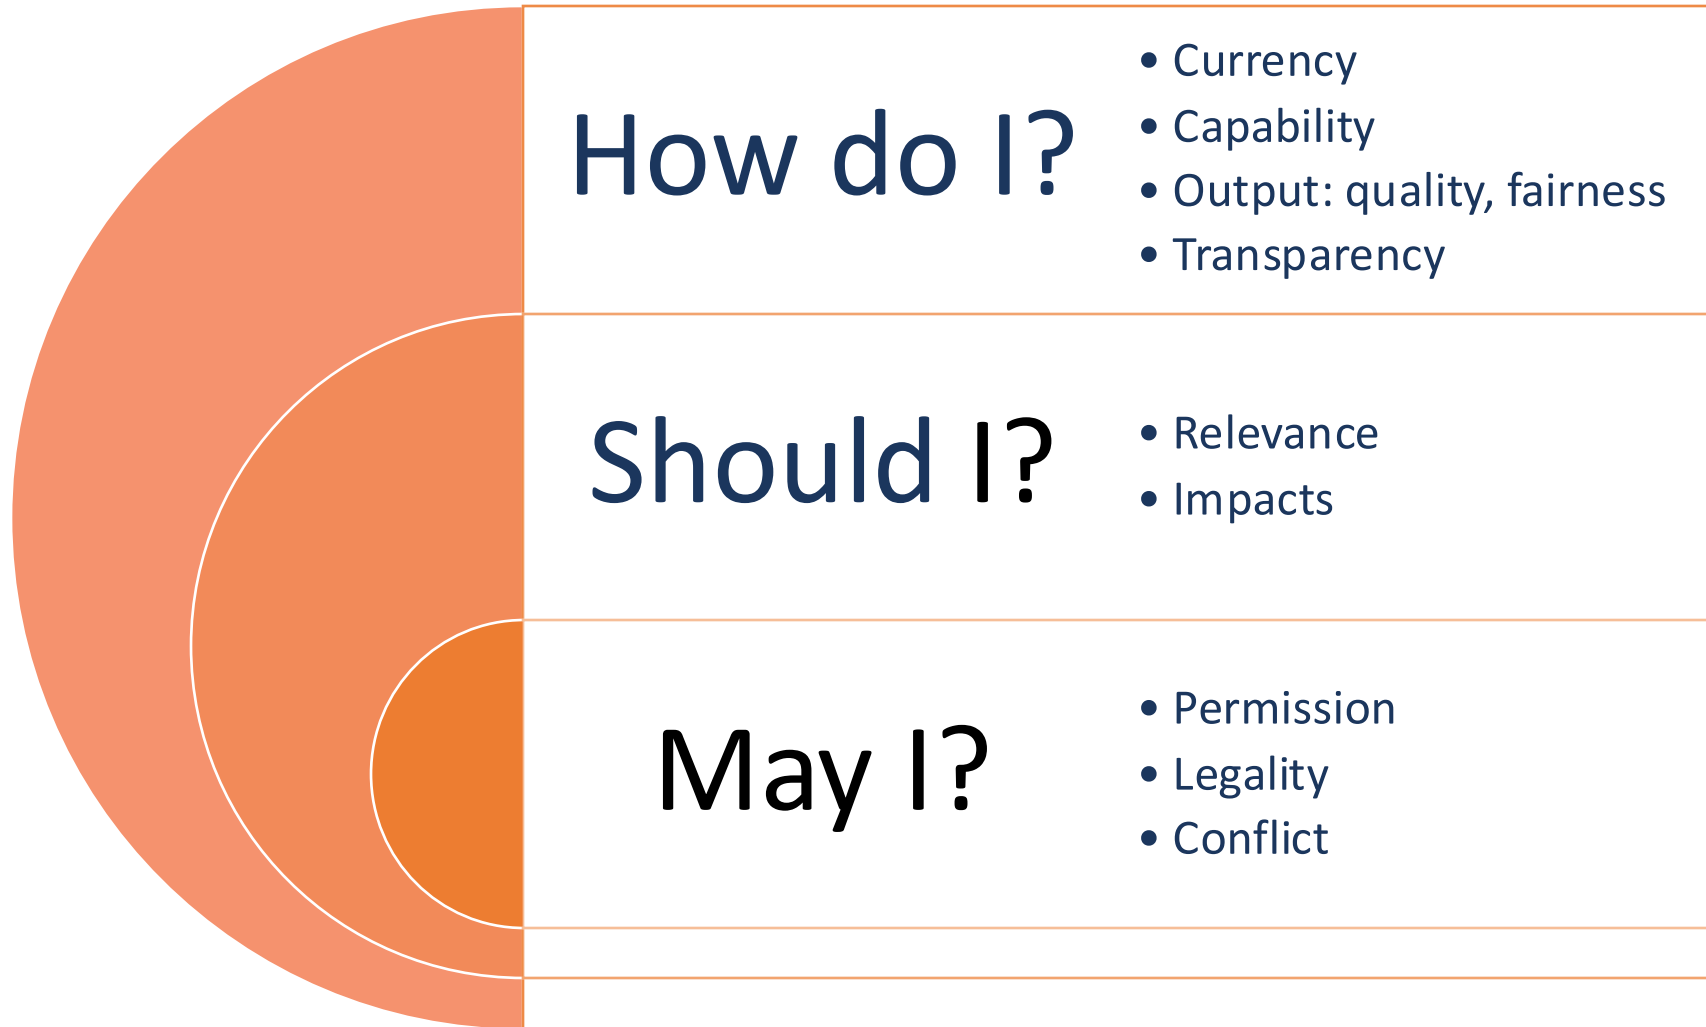 How do I?
• Currency
• Capability
• Output: quality, fairness
• Transparency
Should I?
• Relevance
• Impacts
May I?
• Permission
• Legality
• Conflict